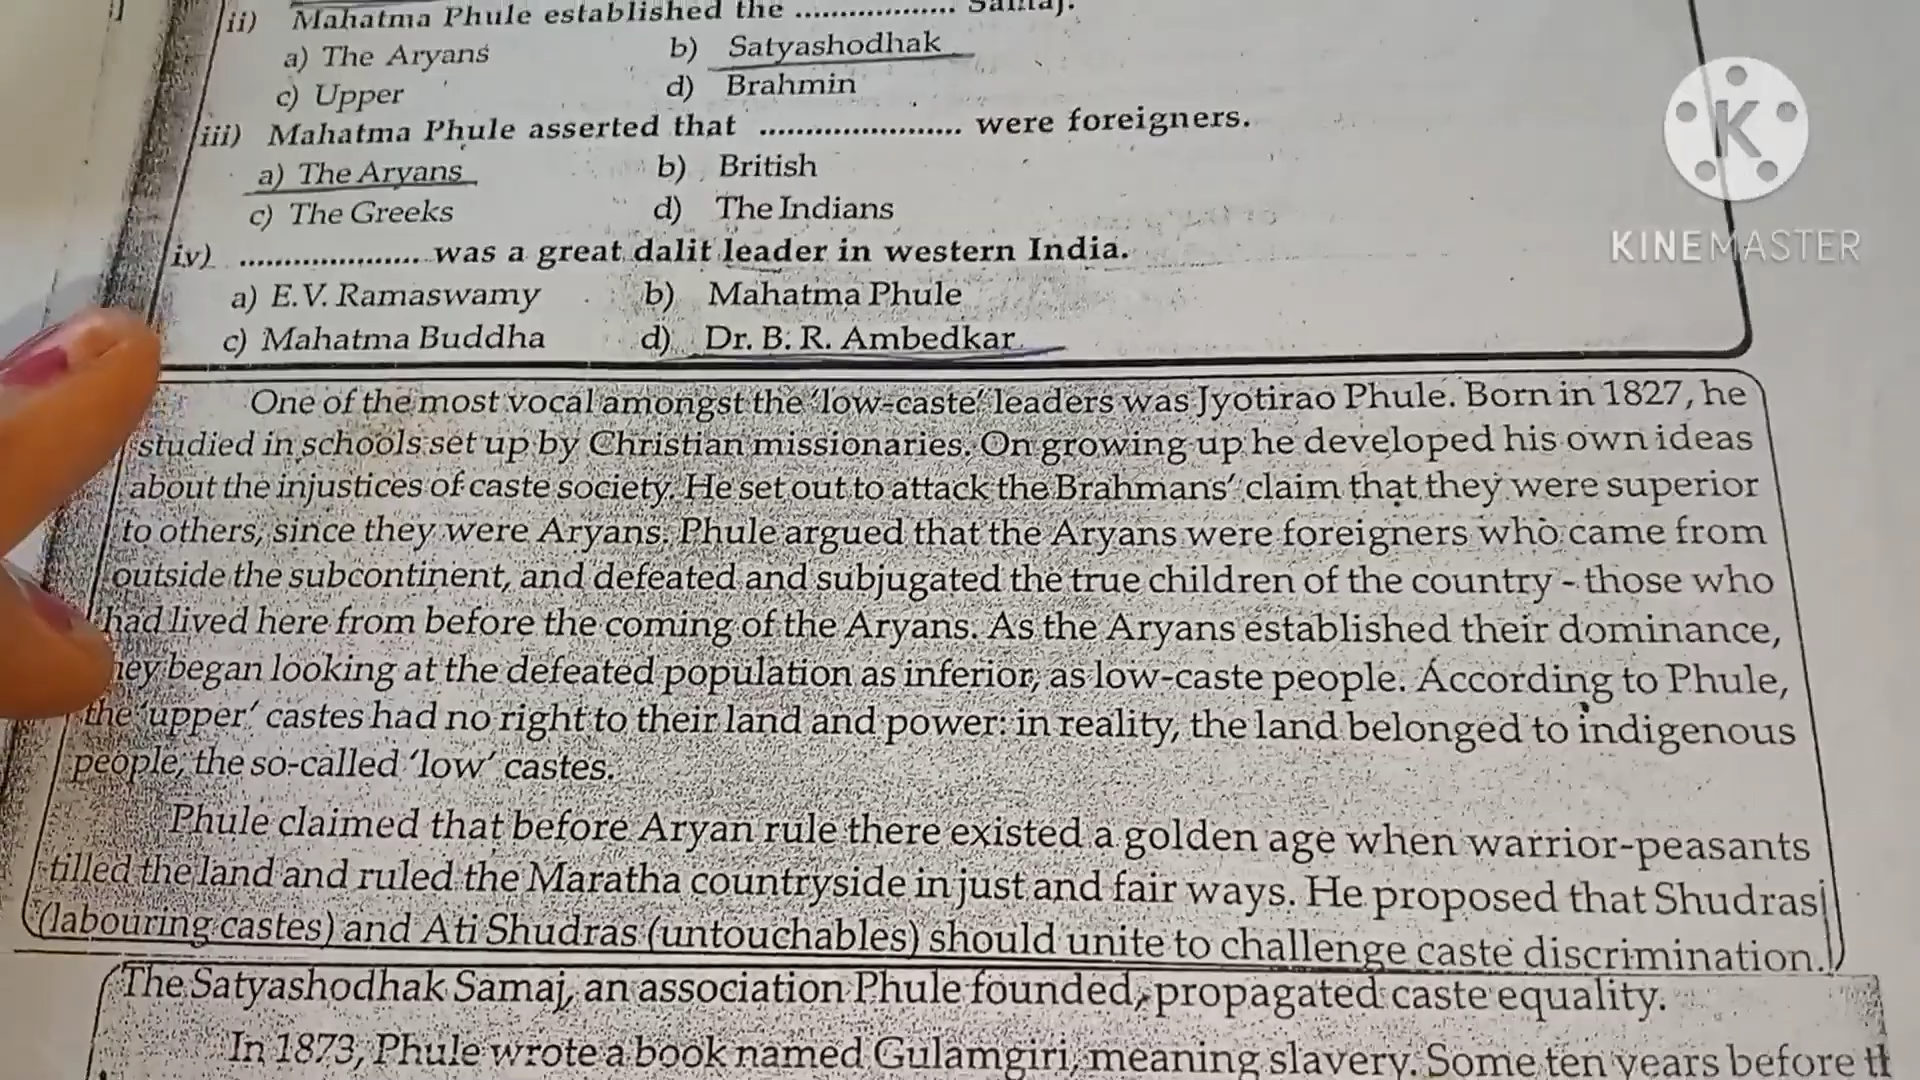 ii) Mahatma Phule established the .................. Samaj.
a) The Aryans b) Satyashodhak
c) Upper d) Brahmin
iii) Mahatma Phule asserted that ...................... were foreigners.
a) The Aryans b) British
c) The Greeks d) The Indians
iv) .................... was a great dalit leader in western India.
a) E.V. Ramaswamy b) Mahatma Phule
c) Mahatma Buddha d) Dr. B. R. Ambedkar
One of the most vocal amongst the 'low-caste' leaders was Jyotirao Phule. Born in 1827, he
studied in schools set up by Christian missionaries. On growing up he developed his own ideas
about the injustices of caste society. He set out to attack the Brahmans' claim that they were superior
to others, since they were Aryans. Phule argued that the Aryans were foreigners who came from
outside the subcontinent, and defeated and subjugated the true children of the country - those who
had lived here from before the coming of the Aryans. As the Aryans established their dominance,
hey began looking at the defeated population as inferior, as low-caste people. According to Phule,
the 'upper' castes had no right to their land and power: in reality, the land belonged to indigenous
people, the so-called 'low' castes.
Phule claimed that before Aryan rule there existed a golden age when warrior-peasants
tilled the land and ruled the Maratha countryside in just and fair ways. He proposed that Shudras
(labouring castes) and Ati Shudras (untouchables) should unite to challenge caste discrimination.
The Satyashodhak Samaj, an association Phule founded, propagated caste equality.
In 1873, Phule wrote a book named Gulamgiri, meaning slavery. Some ten years before th
K
KINEMASTER